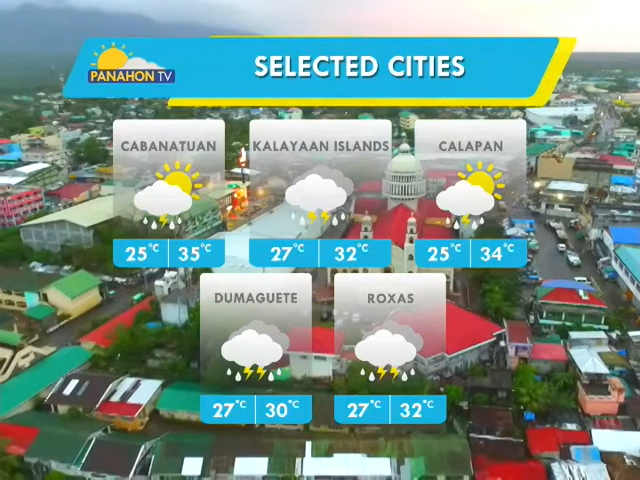 PANAHON TV
SELECTED CITIES
CABANATUAN
25°C 35°C
KALAYAAN ISLANDS
27°C 32°C
CALAPAN
25°C 34°C
DUMAGUETE
27°C 30°C
ROXAS
27°C 32°C